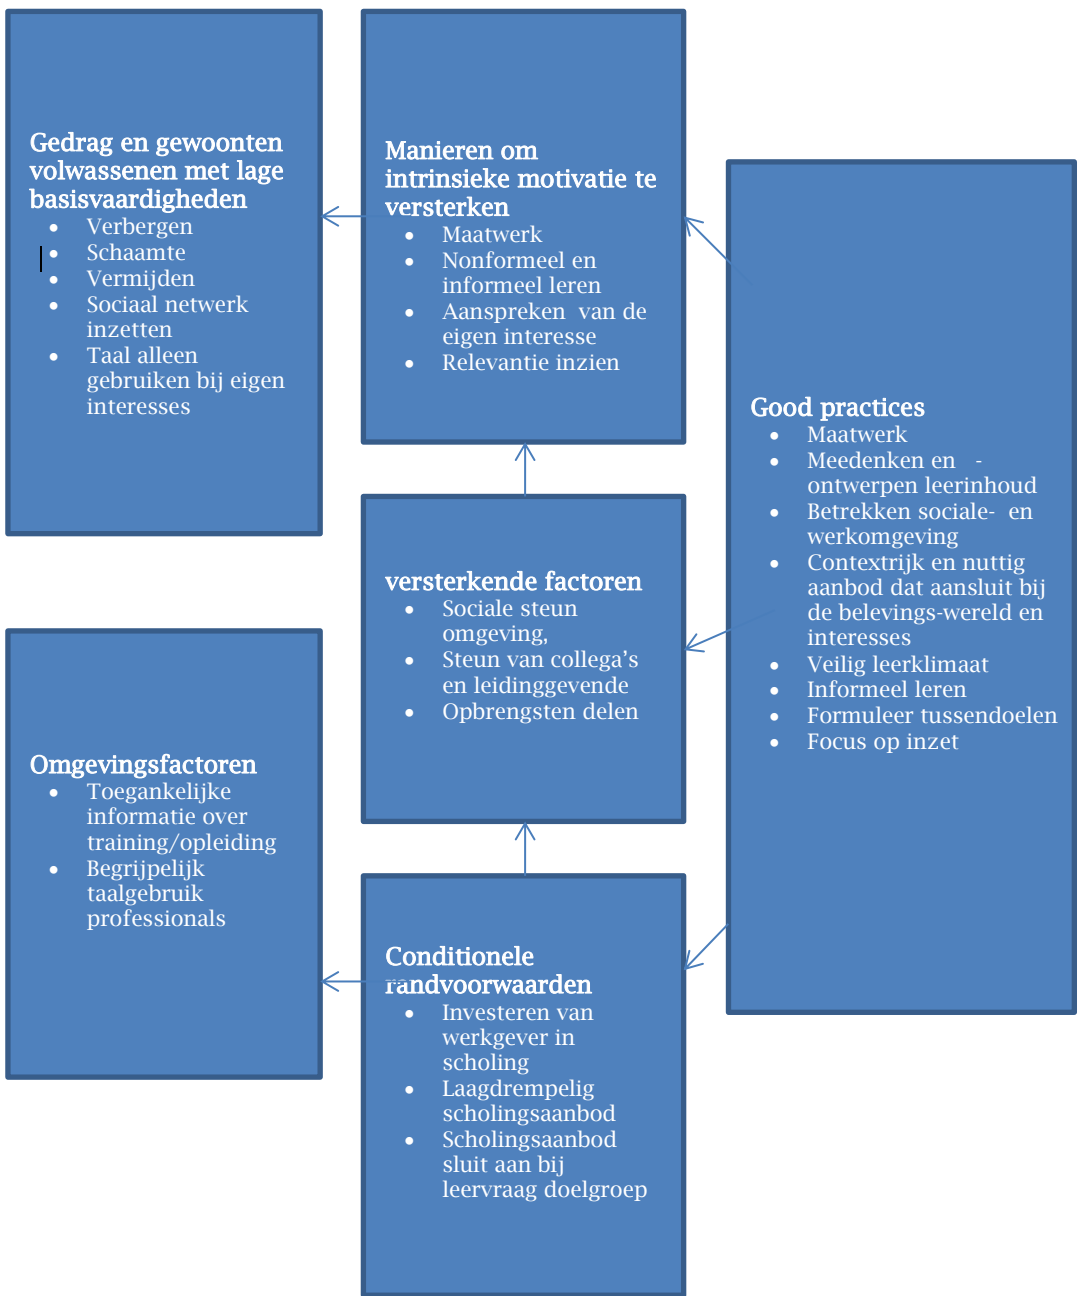 Gedrag en gewoonten
volwassenen met lage
basisvaardigheden
• Verbergen
• Schaamte
• Vermijden
• Sociaal netwerk
inzetten
• Taal alleen
gebruiken bij eigen
interesses
Manieren om
intrinsieke motivatie te
versterken
• Maatwerk
• Nonformeel en
informeel leren
• Aanspreken van de
eigen interesse
• Relevantie inzien
Good practices
• Maatwerk
• Meedenken en -
ontwerpen leerinhoud
• Betrekken sociale- en
werkomgeving
• Contextrijk en nuttig
aanbod dat aansluit bij
de belevings-wereld en
interesses
• Veilig leerklimaat
• Informeel leren
• Formuleer tussendoelen
• Focus op inzet
versterkende factoren
• Sociale steun
omgeving,
• Steun van collega's
en leidinggevende
• Opbrengsten delen
Omgevingsfactoren
• Toegankelijke
informatie over
training/opleiding
• Begrijpelijk
taalgebruik
professionals
Conditionele
randvoorwaarden
• Investeren van
werkgever in
scholing
• Laagdrempelig
scholingsaanbod
• Scholingsaanbod
sluit aan bij
leervraag doelgroep